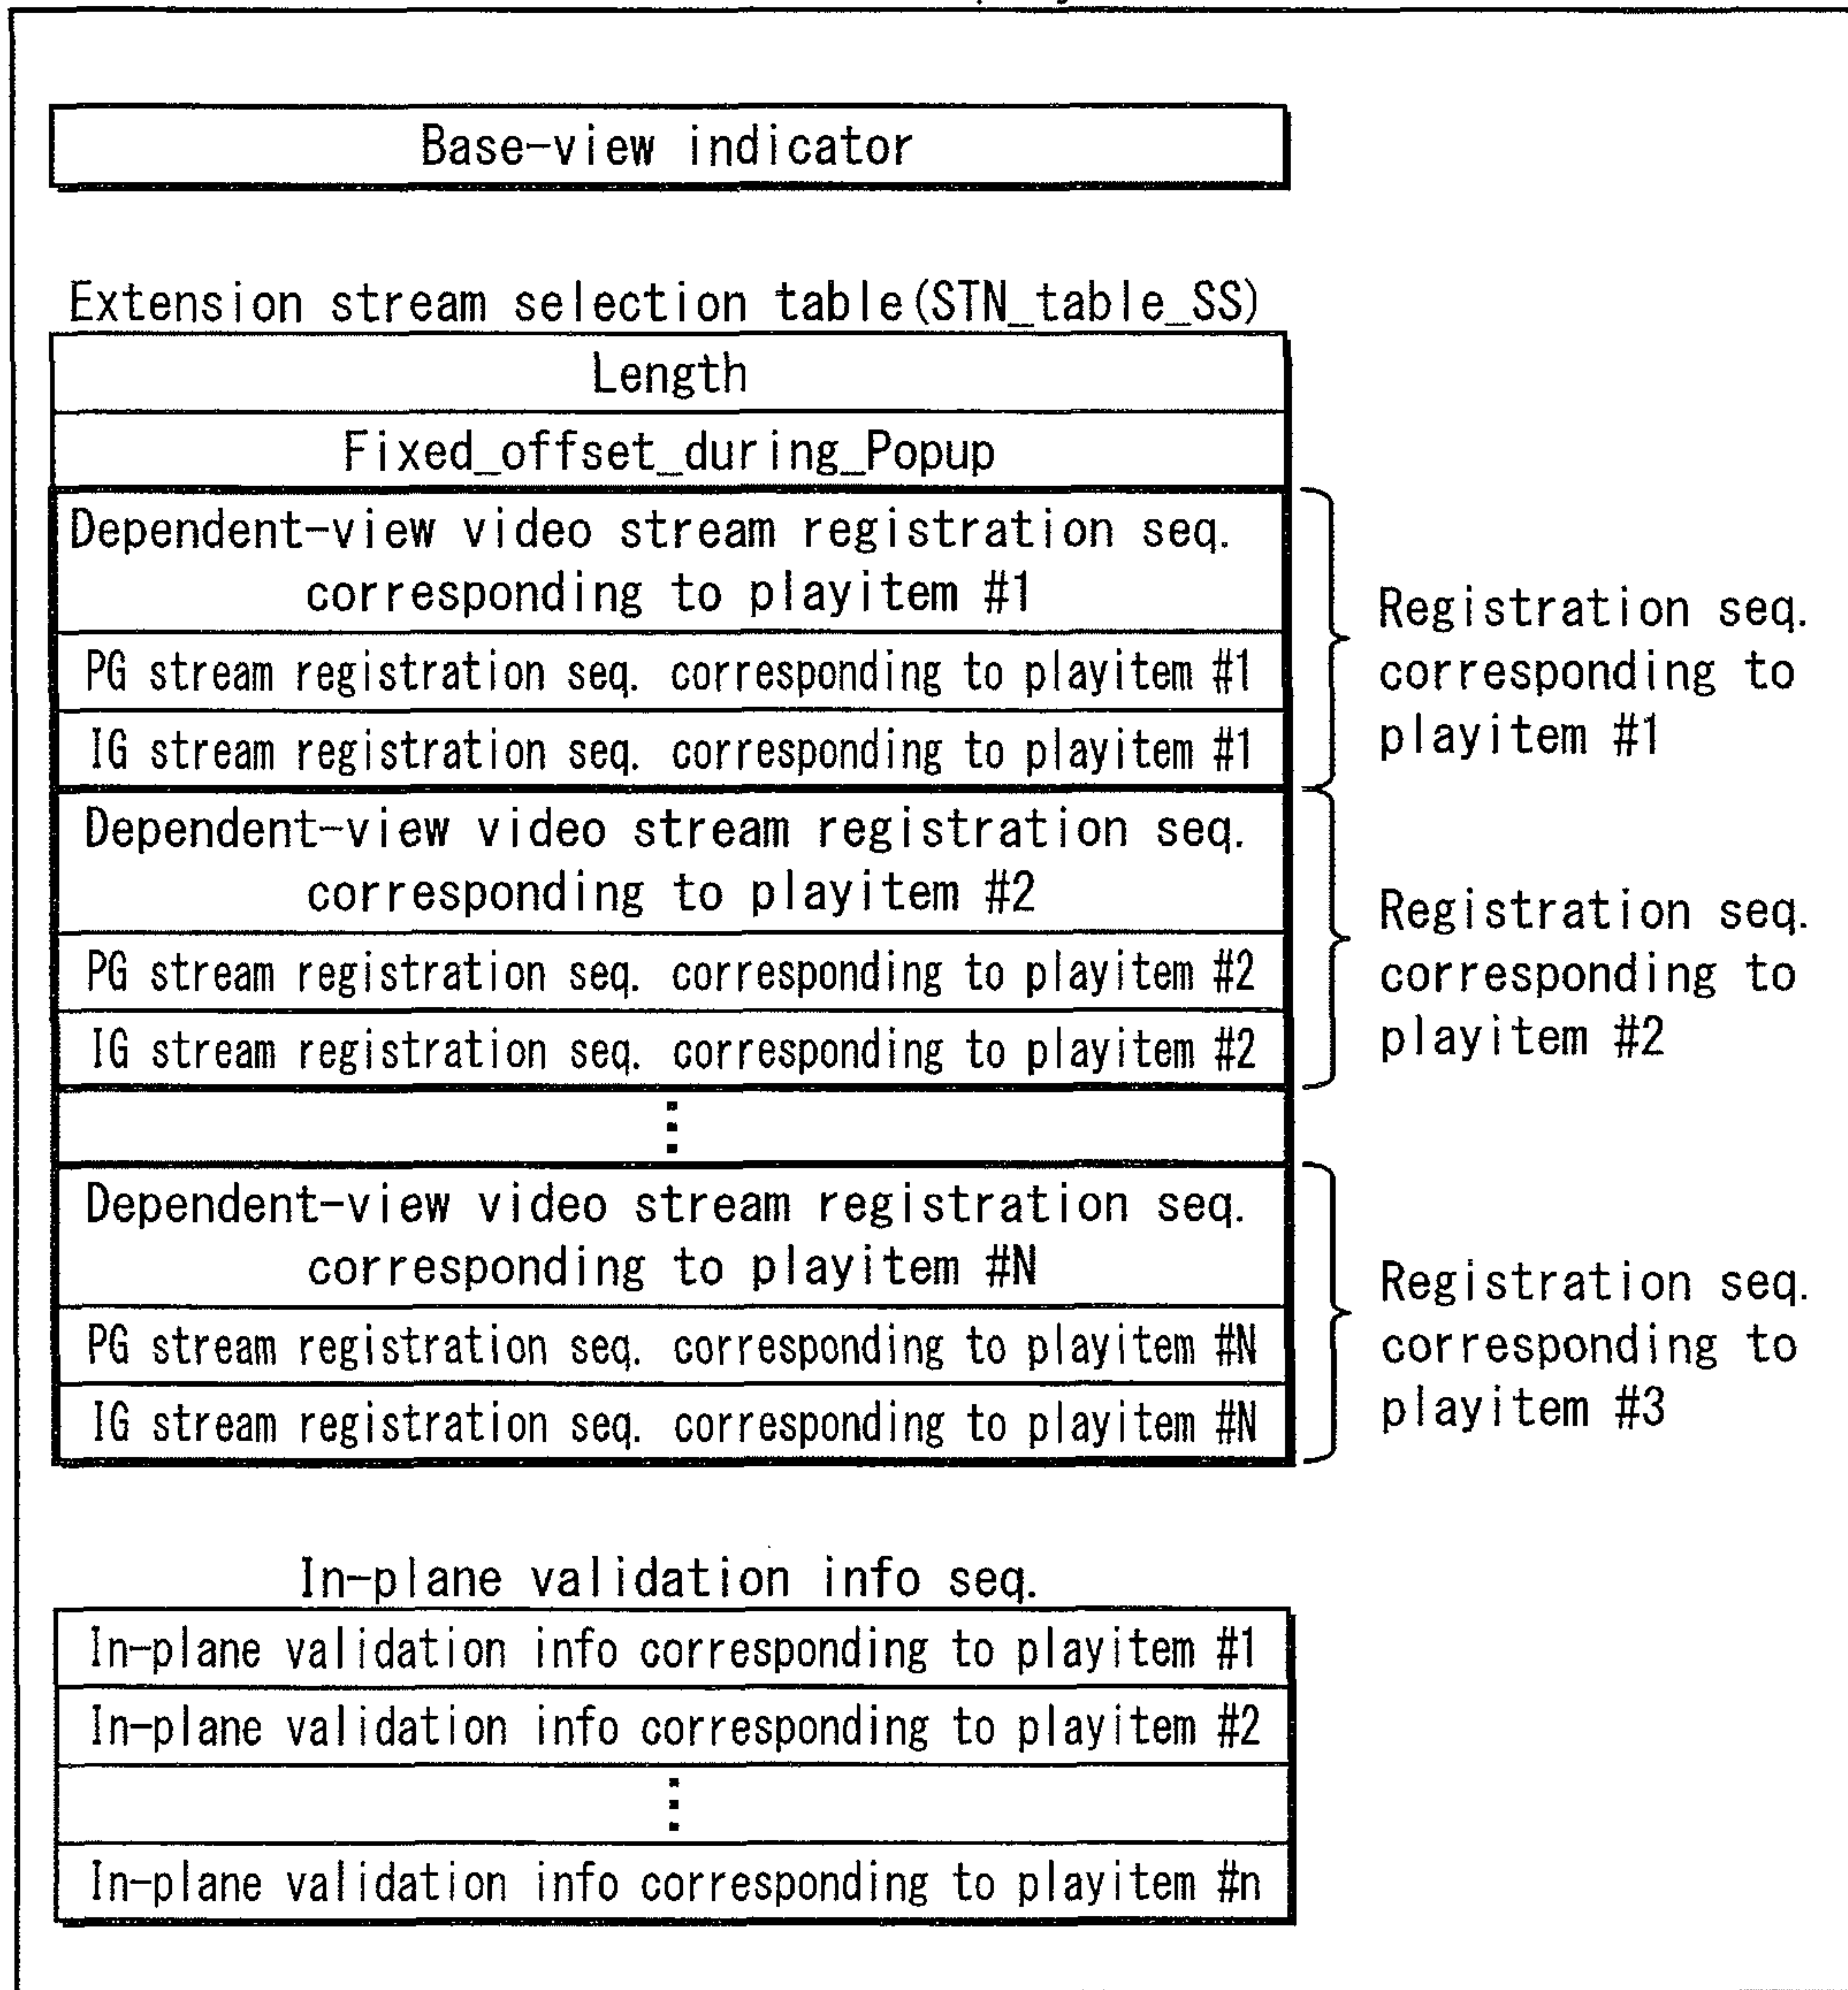 Base-view indicator
Extension stream selection table(STN_table_SS)
Length
Fixed_offset_during_Popup
Dependent-view video stream registration seq.
corresponding to playitem #1
PG stream registration seq. corresponding to playitem #1
IG stream registration seq. corresponding to playitem #1
Registration seq.
corresponding to
playitem #1
Dependent-view video stream registration seq.
corresponding to playitem #2
PG stream registration seq. corresponding to playitem #2
IG stream registration seq. corresponding to playitem #2
Registration seq.
corresponding to
playitem #2
⋮
Dependent-view video stream registration seq.
corresponding to playitem #N
PG stream registration seq. corresponding to playitem #N
IG stream registration seq. corresponding to playitem #N
Registration seq.
corresponding to
playitem #3
In-plane validation info seq.
In-plane validation info corresponding to playitem #1
In-plane validation info corresponding to playitem #2
⋮
In-plane validation info corresponding to playitem #n